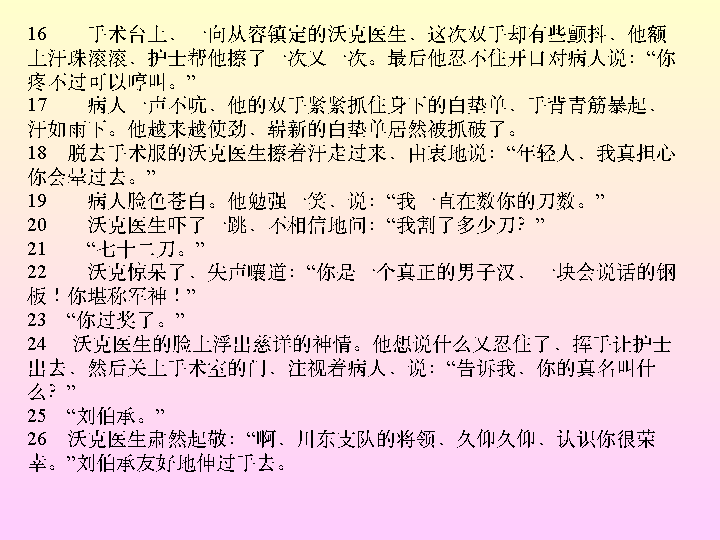 16　　手术台上、一向从容镇定的沃克医生、这次双手却有些颤抖、他额
上汗珠滚滚、护士帮他擦了一次又一次。最后他忍不住开口对病人说：“你
疼不过可以哼叫。”
17　　病人一声不吭、他的双手紧紧抓住身下的白垫单、手背青筋暴起、
汗如雨下。他越来越使劲、崭新的白垫单居然被抓破了。
18　脱去手术服的沃克医生擦着汗走过来、由衷地说：“年轻人、我真担心
你会晕过去。”
19　　病人脸色苍白。他勉强一笑、说：“我一直在数你的刀数。”
20　　沃克医生吓了一跳、不相信地问：“我割了多少刀？”
21　　“七十二刀。”
22　　沃克惊呆了、失声嚷道：“你是一个真正的男子汉、一块会说话的钢
板！你堪称军神！”
23　“你过奖了。”
24　 沃克医生的脸上浮出慈详的神情。他想说什么又忍住了、挥手让护士
出去、然后关上手术室的门、注视着病人、说：“告诉我、你的真名叫什
么？”
25　“刘伯承。”
26　沃克医生肃然起敬：“啊、川东支队的将领、久仰久仰、认识你很荣
幸。”刘伯承友好地伸过手去。